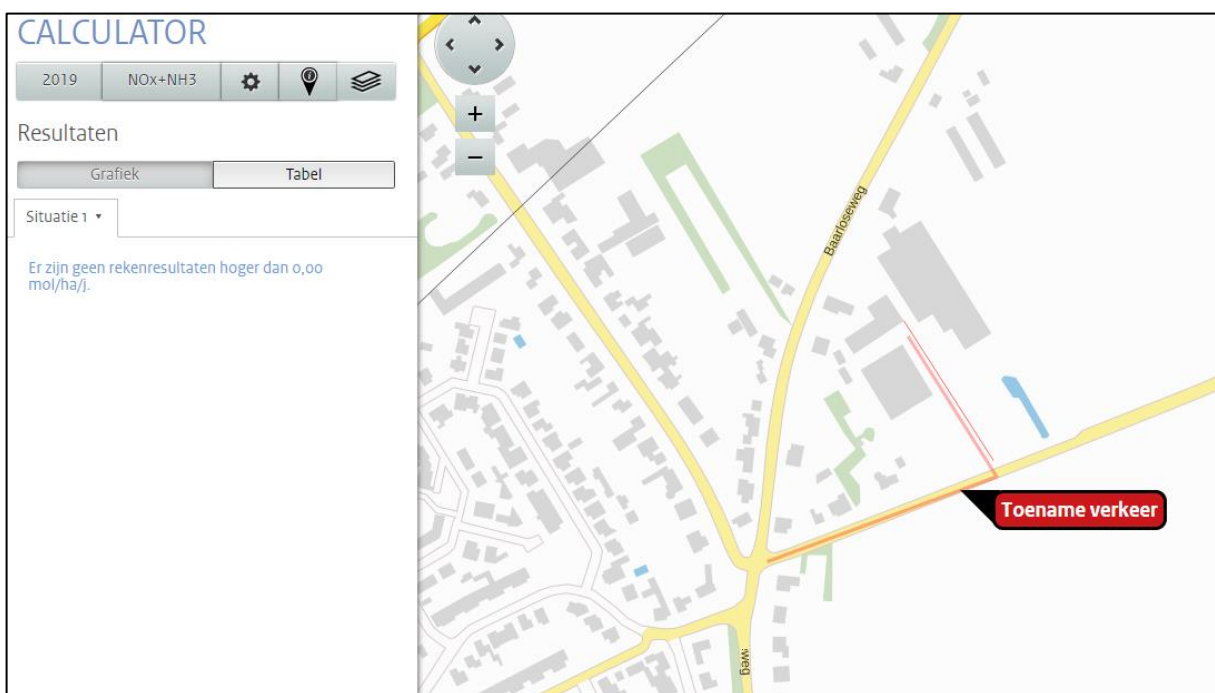 CALCULATOR
2019
NOx+NH3
Resultaten
Grafiek
Tabel
Situatie 1
Er zijn geen rekenresultaten hoger dan 0,00
mol/ha/j.
+
−
Baarloseweg
Toename verkeer
weg